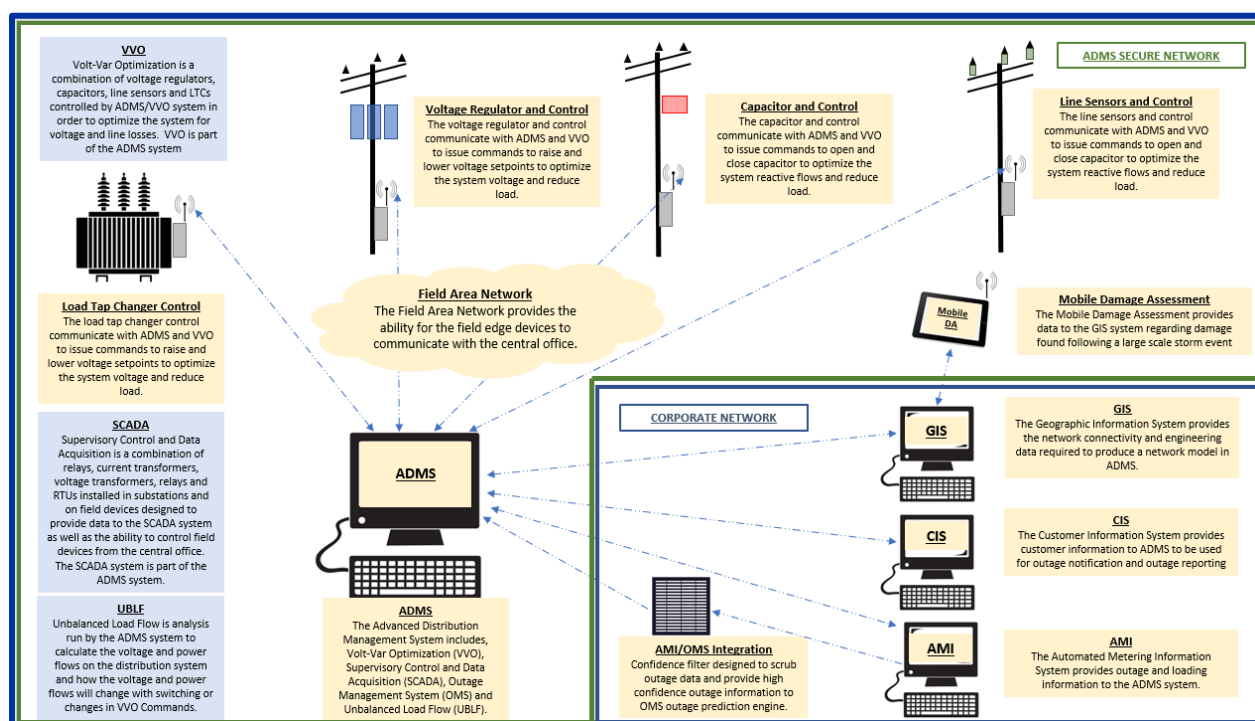 VVO
Volt-Var Optimization is a
combination of voltage regulators,
capacitors, line sensors and LTCs
controlled by ADMS/VVO system in
order to optimize the system for
voltage and line losses.  VVO is part
of the ADMS system
Voltage Regulator and Control
The voltage regulator and control
communicate with ADMS and VVO
to issue commands to raise and
lower voltage setpoints to optimize
the system voltage and reduce
load.
Capacitor and Control
The capacitor and control
communicate with ADMS and VVO
to issue commands to open and
close capacitor to optimize the
system reactive flows and reduce
load.
ADMS SECURE NETWORK
Line Sensors and Control
The line sensors and control
communicate with ADMS and VVO
to issue commands to open and
close capacitor to optimize the
system reactive flows and reduce
load.
Load Tap Changer Control
The load tap changer control
communicate with ADMS and VVO
to issue commands to raise and
lower voltage setpoints to optimize
the system voltage and reduce
load.
Field Area Network
The Field Area Network provides the
ability for the field edge devices to
communicate with the central office.
Mobile
DA
Mobile Damage Assessment
The Mobile Damage Assessment provides
data to the GIS system regarding damage
found following a large scale storm event
SCADA
Supervisory Control and Data
Acquisition is a combination of
relays, current transformers,
voltage transformers, relays and
RTUs installed in substations and
on field devices designed to
provide data to the SCADA system
as well as the ability to control field
devices from the central office.
The SCADA system is part of the
ADMS system.
UBLF
Unbalanced Load Flow is analysis
run by the ADMS system to
calculate the voltage and power
flows on the distribution system
and how the voltage and power
flows will change with switching or
changes in VVO Commands.
ADMS
ADMS
The Advanced Distribution
Management System includes,
Volt-Var Optimization (VVO),
Supervisory Control and Data
Acquisition (SCADA), Outage
Management System (OMS) and
Unbalanced Load Flow (UBLF).
CORPORATE NETWORK
GIS
GIS
The Geographic Information System provides
the network connectivity and engineering
data required to produce a network model in
ADMS.
CIS
CIS
The Customer Information System provides
customer information to ADMS to be used
for outage notification and outage reporting
AMI/OMS Integration
Confidence filter designed to scrub
outage data and provide high
confidence outage information to
OMS outage prediction engine.
AMI
AMI
The Automated Metering Information
System provides outage and loading
information to the ADMS system.